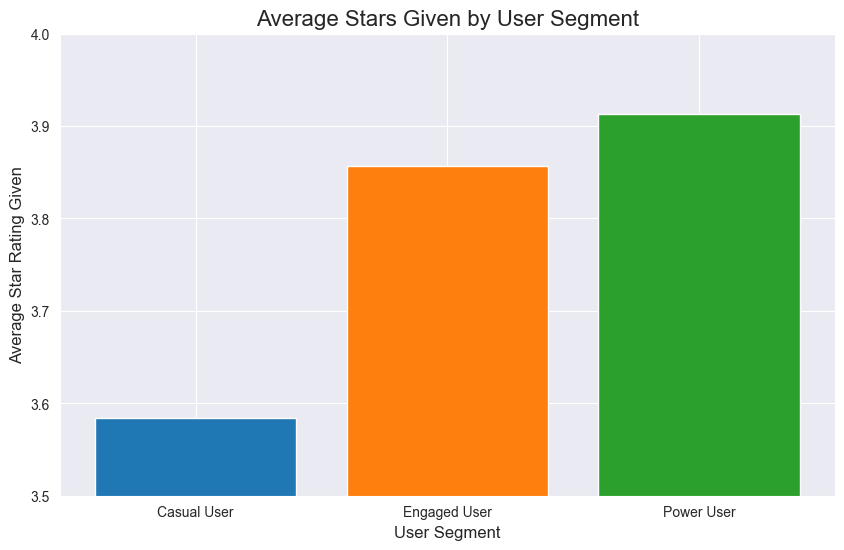 Average Stars Given by User Segment
4.0
3.9
3.8
3.7
3.6
3.5
Average Star Rating Given
Casual User
Engaged User
Power User
User Segment